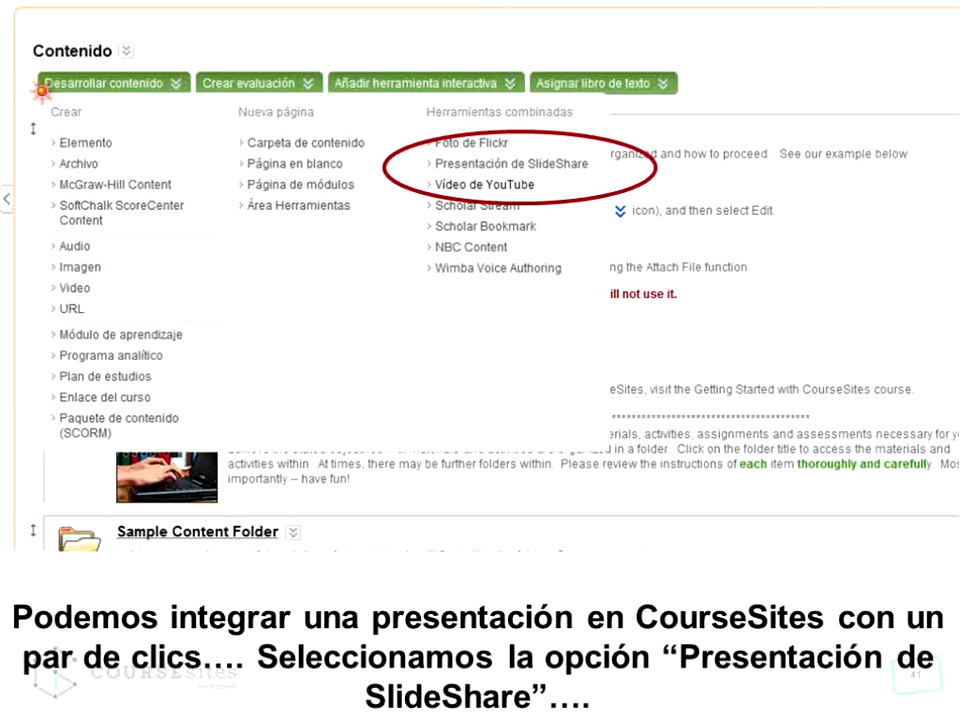 Contenido
Desarrollar contenido
Crear evaluación
Añadir herramienta interactiva
Asignar libro de texto
Crear
Elemento
Archivo
McGraw-Hill Content
SoftChalk ScoreCenter
Content
Audio
Imagen
Video
URL
Módulo de aprendizaje
Programa analítico
Plan de estudios
Enlace del curso
Paquete de contenido
(SCORM)
Nueva página
Carpeta de contenido
Página en blanco
Página de módulos
Área Herramientas
Herramientas combinadas
Foto de Flickr
Presentación de SlideShare
Vídeo de YouTube
Scholar Stream
Scholar Bookmark
NBC Content
Wimba Voice Authoring
rganized and how to proceed. See our example below
icon), and then select Edit.
ng the Attach File function.
ill not use it.
eSites, visit the Getting Started with CourseSites course.
****************************************
erials, activities, assignments and assessments necessary for y
in a folder. Click on the folder title to access the materials and
activities within. At times, there may be further folders within. Please review the instructions of each item thoroughly and carefully. Mos
importantly -- have fun!
Sample Content Folder
Podemos integrar una presentación en CourseSites con un
par de clics…. Seleccionamos la opción “Presentación de
SlideShare”….
COURSEsites
41